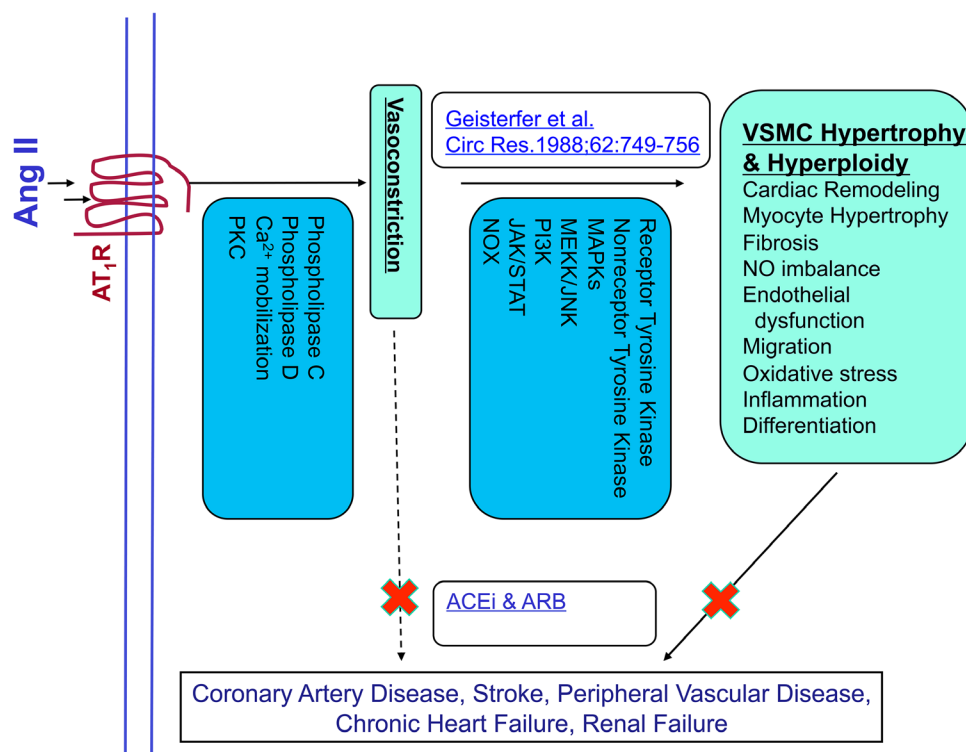 Ang II
AT₁R
Phospholipase C
Phospholipase D
Ca²⁺ mobilization
PKC
Vasoconstriction
Geisterfer et al.
Circ Res.1988;62:749-756
Receptor Tyrosine Kinase
Nonreceptor Tyrosine Kinase
MAPKs
MEKK/JNK
PI3K
JAK/STAT
NOX
VSMC Hypertrophy
& Hyperploidy
Cardiac Remodeling
Myocyte Hypertrophy
Fibrosis
NO imbalance
Endothelial
dysfunction
Migration
Oxidative stress
Inflammation
Differentiation
ACEi & ARB
Coronary Artery Disease, Stroke, Peripheral Vascular Disease,
Chronic Heart Failure, Renal Failure